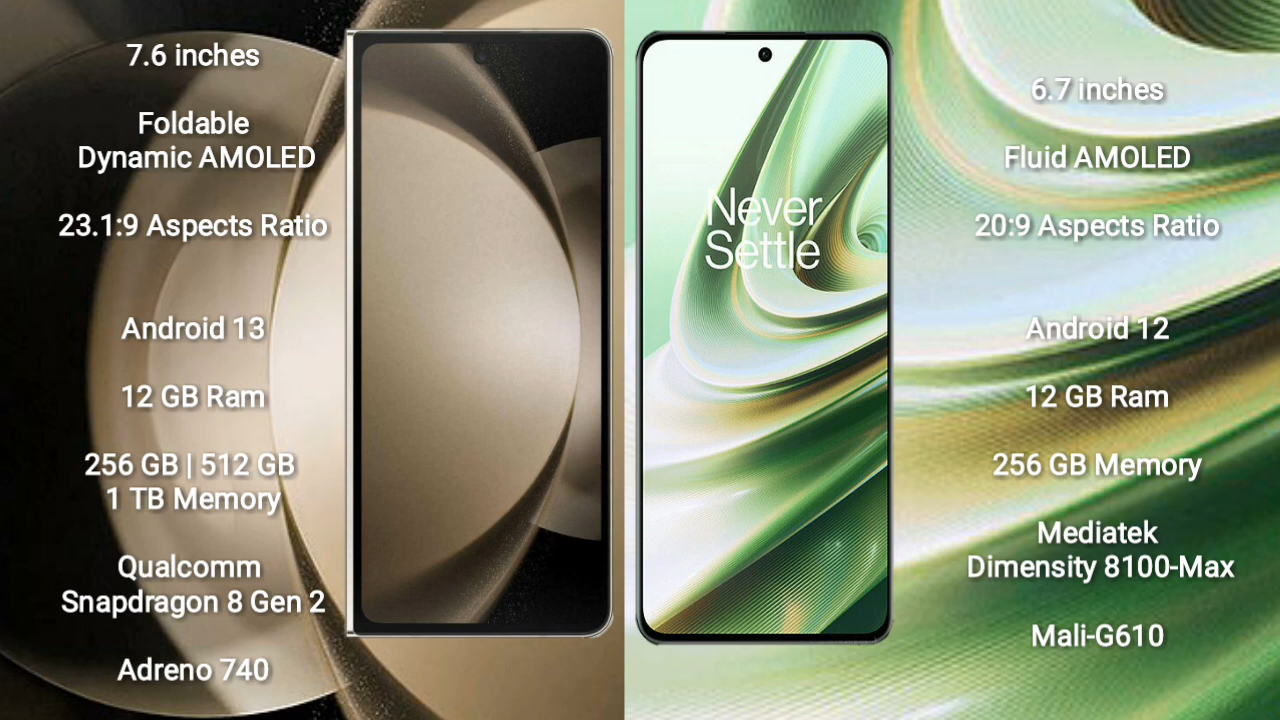 7.6 inches
Foldable
Dynamic AMOLED
23.1:9 Aspects Ratio
Android 13
12 GB Ram
256 GB | 512 GB
1 TB Memory
Qualcomm
Snapdragon 8 Gen 2
Adreno 740
Never
Settle
6.7 inches
Fluid AMOLED
20:9 Aspects Ratio
Android 12
12 GB Ram
256 GB Memory
Mediatek
Dimensity 8100-Max
Mali-G610